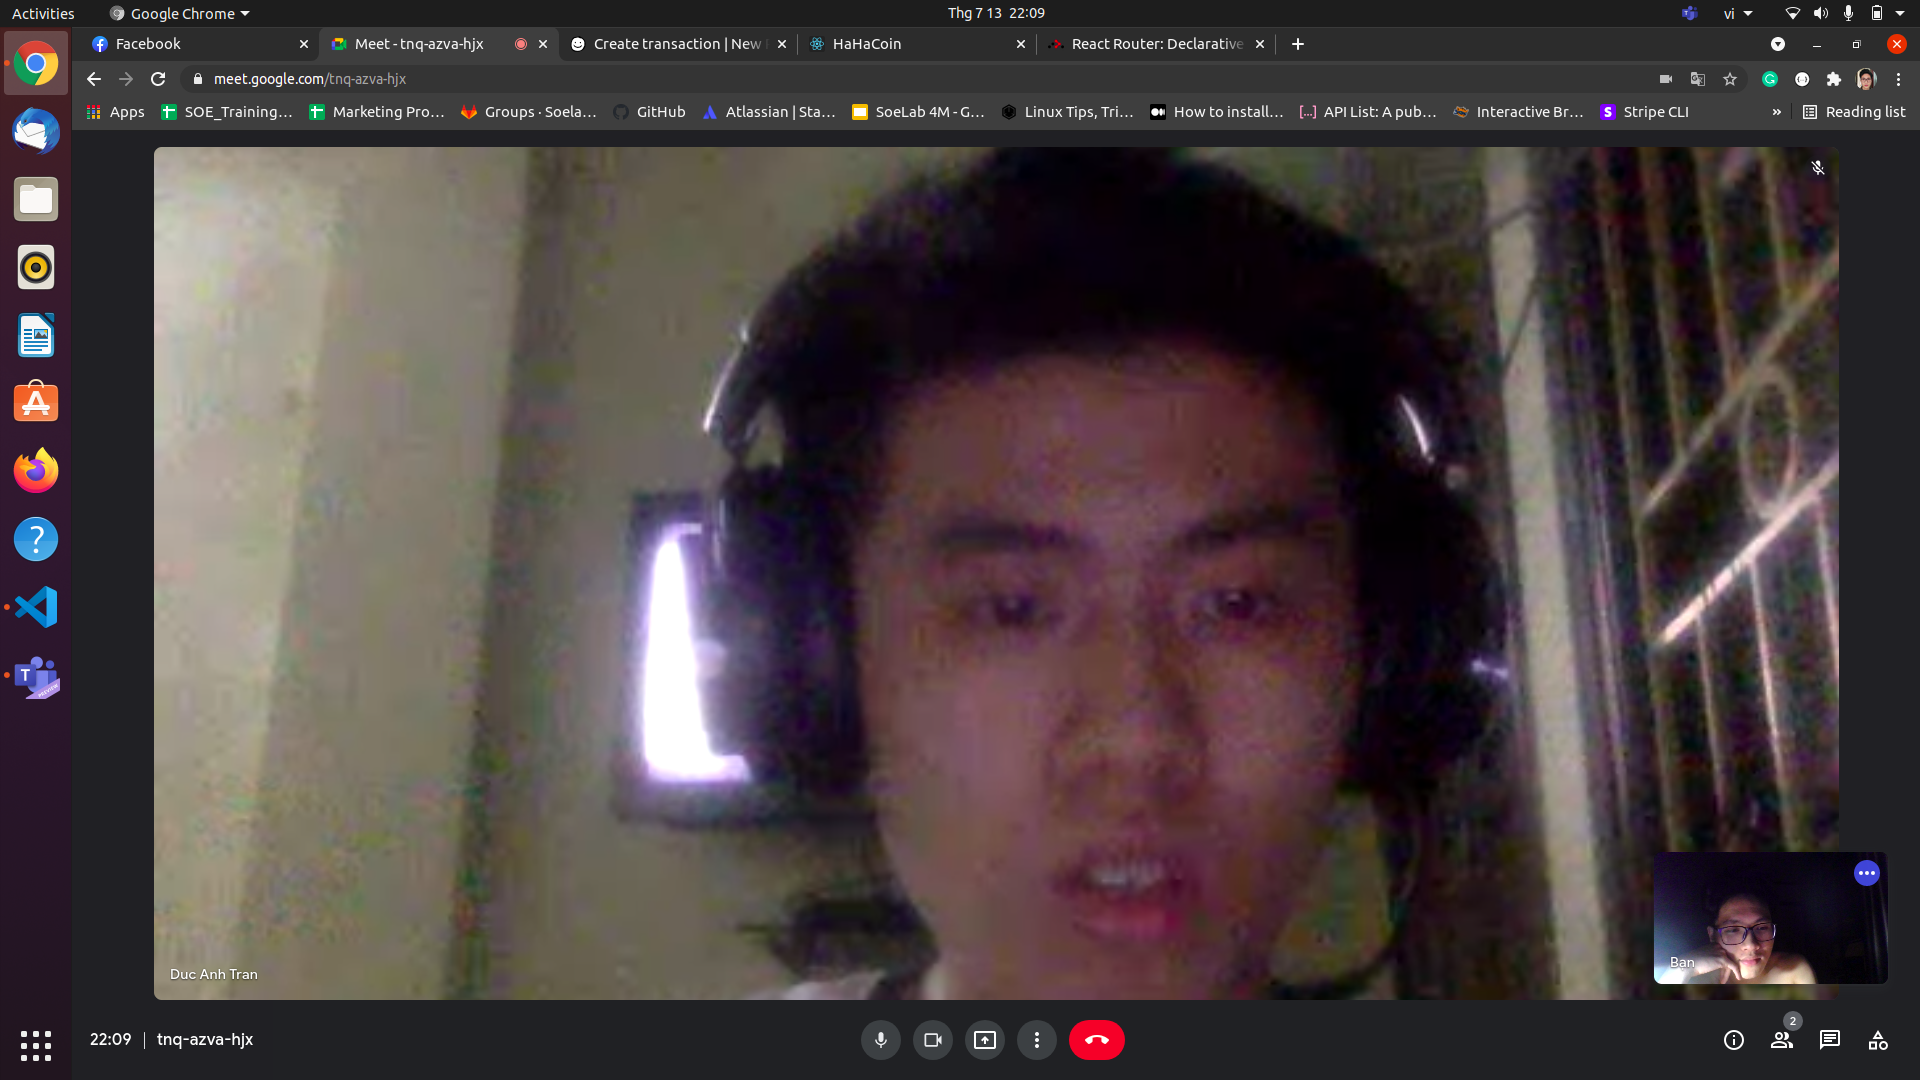 Activities
Google Chrome
Thg 7 13 22:09
vi
Facebook
Meet - tnq-azva-hjx
Create transaction | New
HaHaCoin
React Router: Declarative
meet.google.com/tnq-azva-hjx
Apps
SOE_Training…
Marketing Pro…
Groups · Soela…
GitHub
Atlassian | Sta…
SoeLab 4M - G…
Linux Tips, Tri…
How to install…
API List: A pub…
Interactive Br…
Stripe CLI
»
Reading list
Duc Anh Tran
Bạn
22:09 | tnq-azva-hjx
2